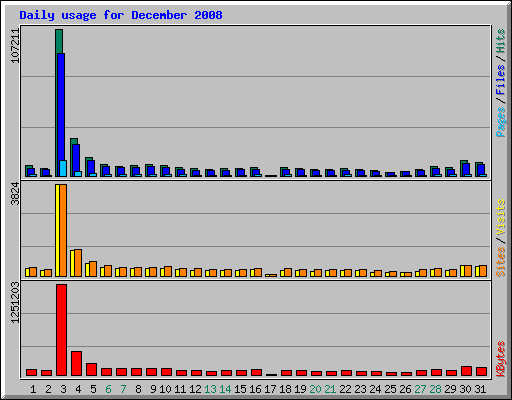 Daily usage for December 2008
107211
Pages / Files / Hits
3824
Sites / Visits
1251203
KBytes
1 2 3 4 5 6 7 8 9 10 11 12 13 14 15 16 17 18 19 20 21 22 23 24 25 26 27 28 29 30 31